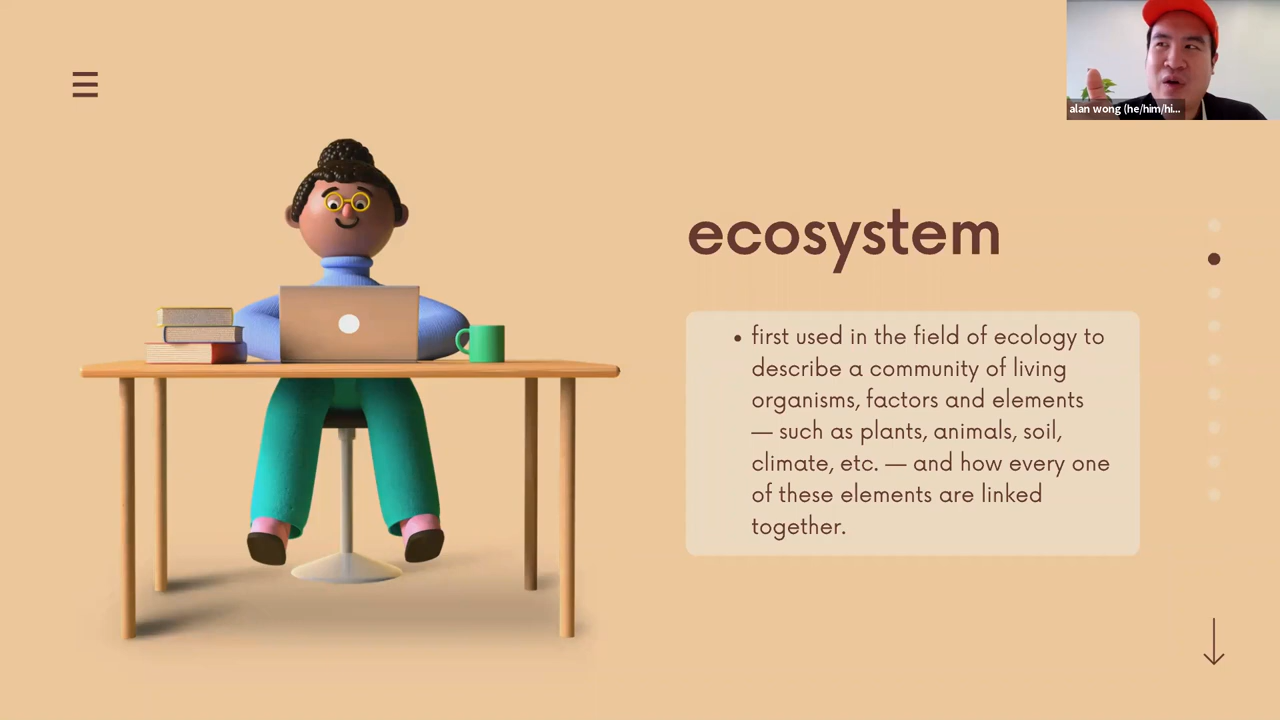 alan wong (he/him/hi...
ecosystem
• first used in the field of ecology to
describe a community of living
organisms, factors and elements
— such as plants, animals, soil,
climate, etc. — and how every one
of these elements are linked
together.